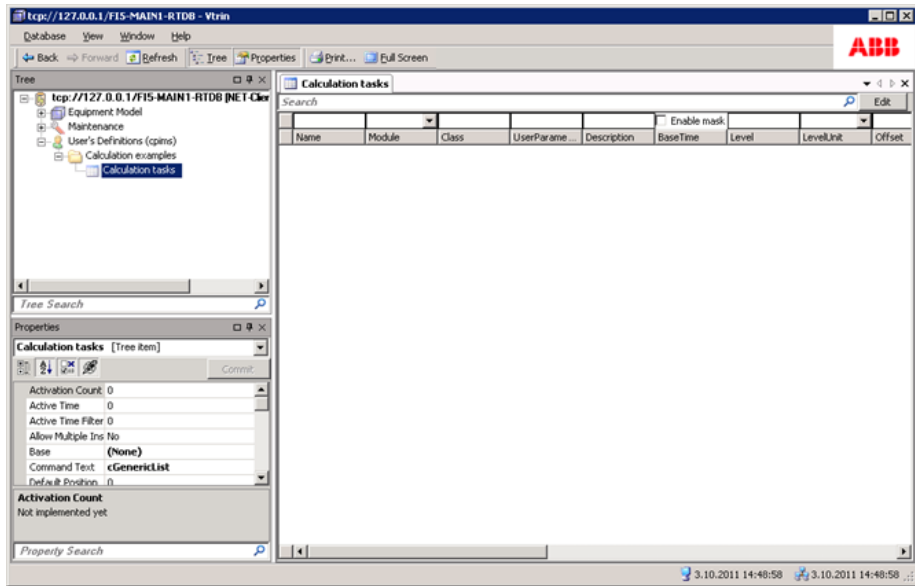 tcp://127.0.0.1/FI5-MAIN1-RTDB - Vtrin
Database View Window Help
Back Forward Refresh Tree Properties Print... Full Screen
ABB
Tree
tcp://127.0.0.1/FI5-MAIN1-RTDB [NET-Clier
Equipment Model
Maintenance
User's Definitions (cpims)
Calculation examples
Calculation tasks
Tree Search
Properties
Calculation tasks [Tree item]
Commit
Activation Count 0
Active Time 0
Active Time Filter 0
Allow Multiple Ins No
Base (None)
Command Text cGenericList
Default Position 0
Activation Count
Not implemented yet
Property Search
Calculation tasks
Search Edit
Enable mask
Name Module Class UserParame... Description BaseTime Level LevelUnit Offset
3.10.2011 14:48:58 3.10.2011 14:48:58